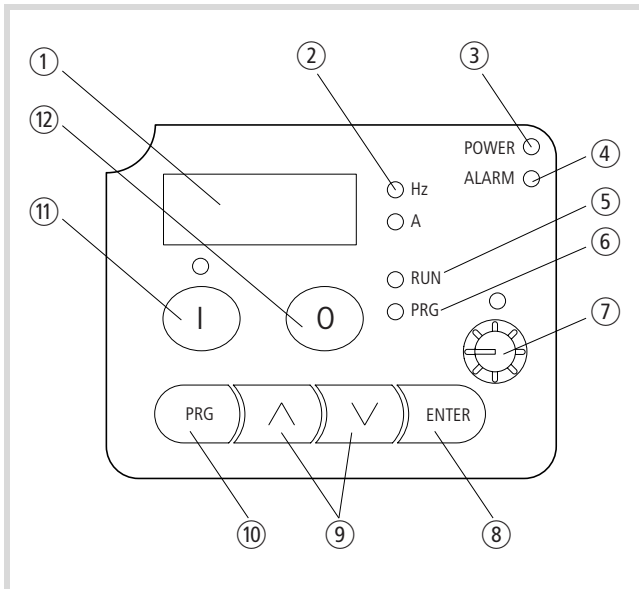 ① ② ③
⑫ POWER ④
ALARM
Hz
⑪ A ⑤
RUN ⑥
PRG ⑦
I 0
PRG ∧ ∨ ENTER
⑩ ⑨ ⑧